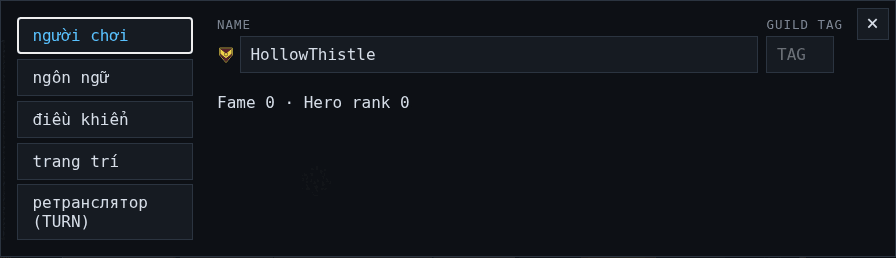 người chơi
ngôn ngữ
điều khiển
trang trí
ретранслятор
(TURN)
NAME
GUILD TAG
×
HollowThistle
TAG
Fame 0 · Hero rank 0